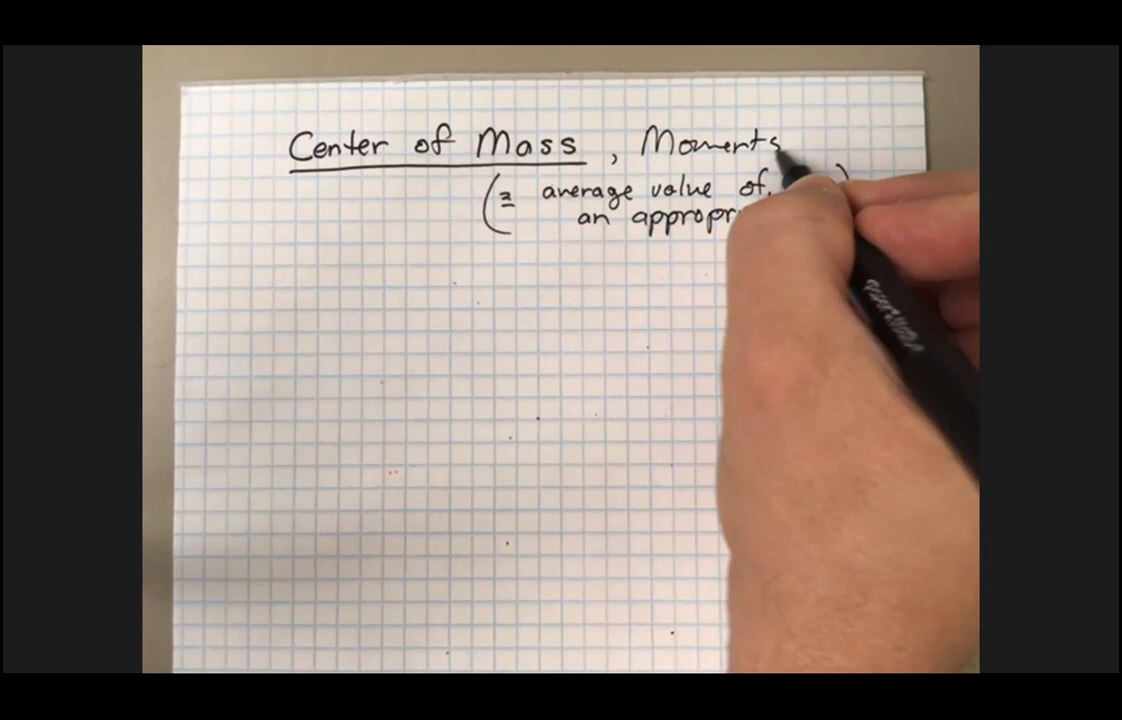 Center of Mass , Moments
( ≈ average value of )
an appropr